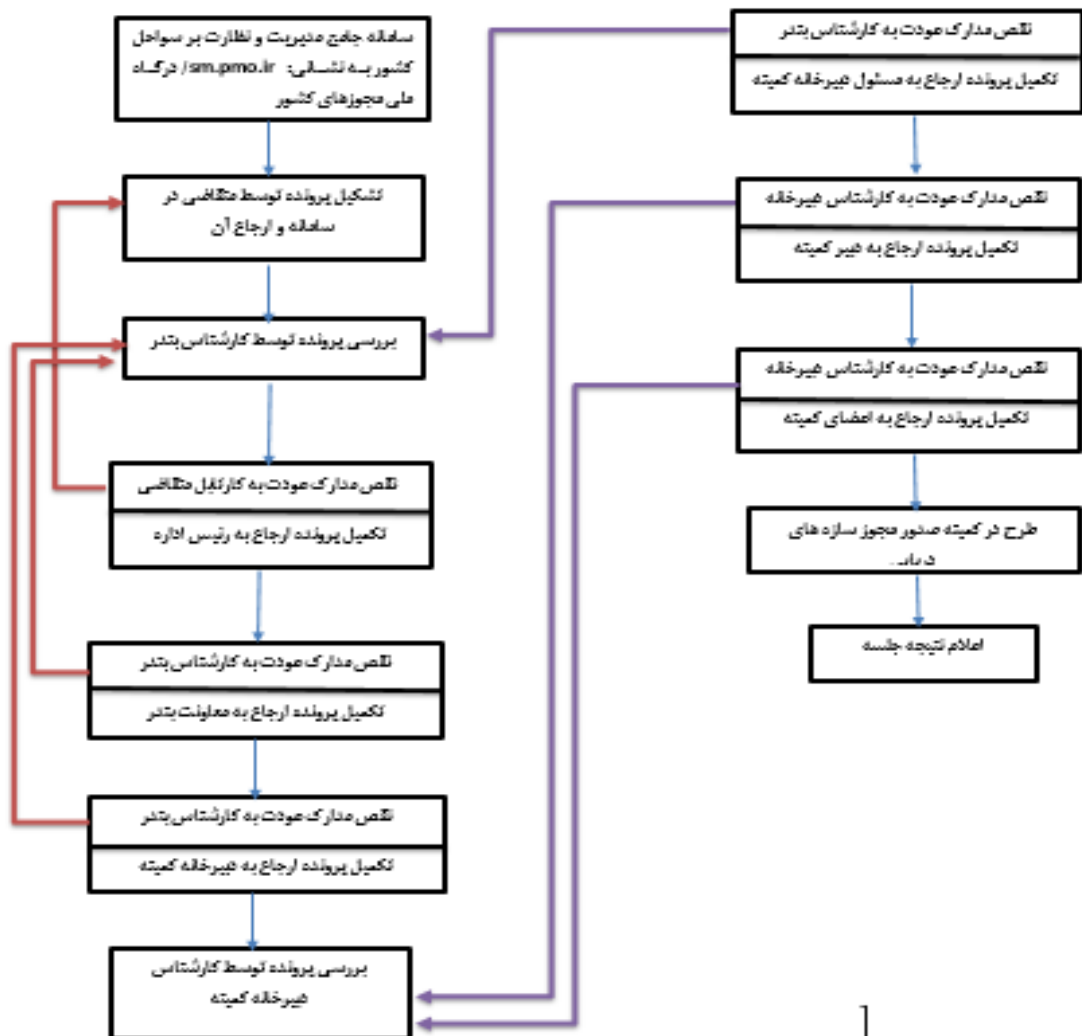 سامانه جامع مدیریت و نظارت بر سواحل
کشور به نشانی: sm.pmo.ir/ درگاه
ملی مجوزهای کشور
تشکیل پرونده توسط متقاضی در
سامانه و ارجاع آن
بررسی پرونده توسط کارشناس بندر
نقص مدارک عودت به کارتابل متقاضی
تکمیل پرونده ارجاع به رئیس اداره
نقص مدارک عودت به کارشناس بندر
تکمیل پرونده ارجاع به معاونت بندر
نقص مدارک عودت به کارشناس بندر
تکمیل پرونده ارجاع به دبیرخانه کمیته
بررسی پرونده توسط کارشناس
دبیرخانه کمیته
نقص مدارک عودت به کارشناس بندر
تکمیل پرونده ارجاع به مسئول دبیرخانه کمیته
نقص مدارک عودت به کارشناس دبیرخانه
تکمیل پرونده ارجاع به دبیر کمیته
نقص مدارک عودت به کارشناس دبیرخانه
تکمیل پرونده ارجاع به اعضای کمیته
طرح در کمیته صدور مجوز سازه های
اعلام نتیجه جلسه
1